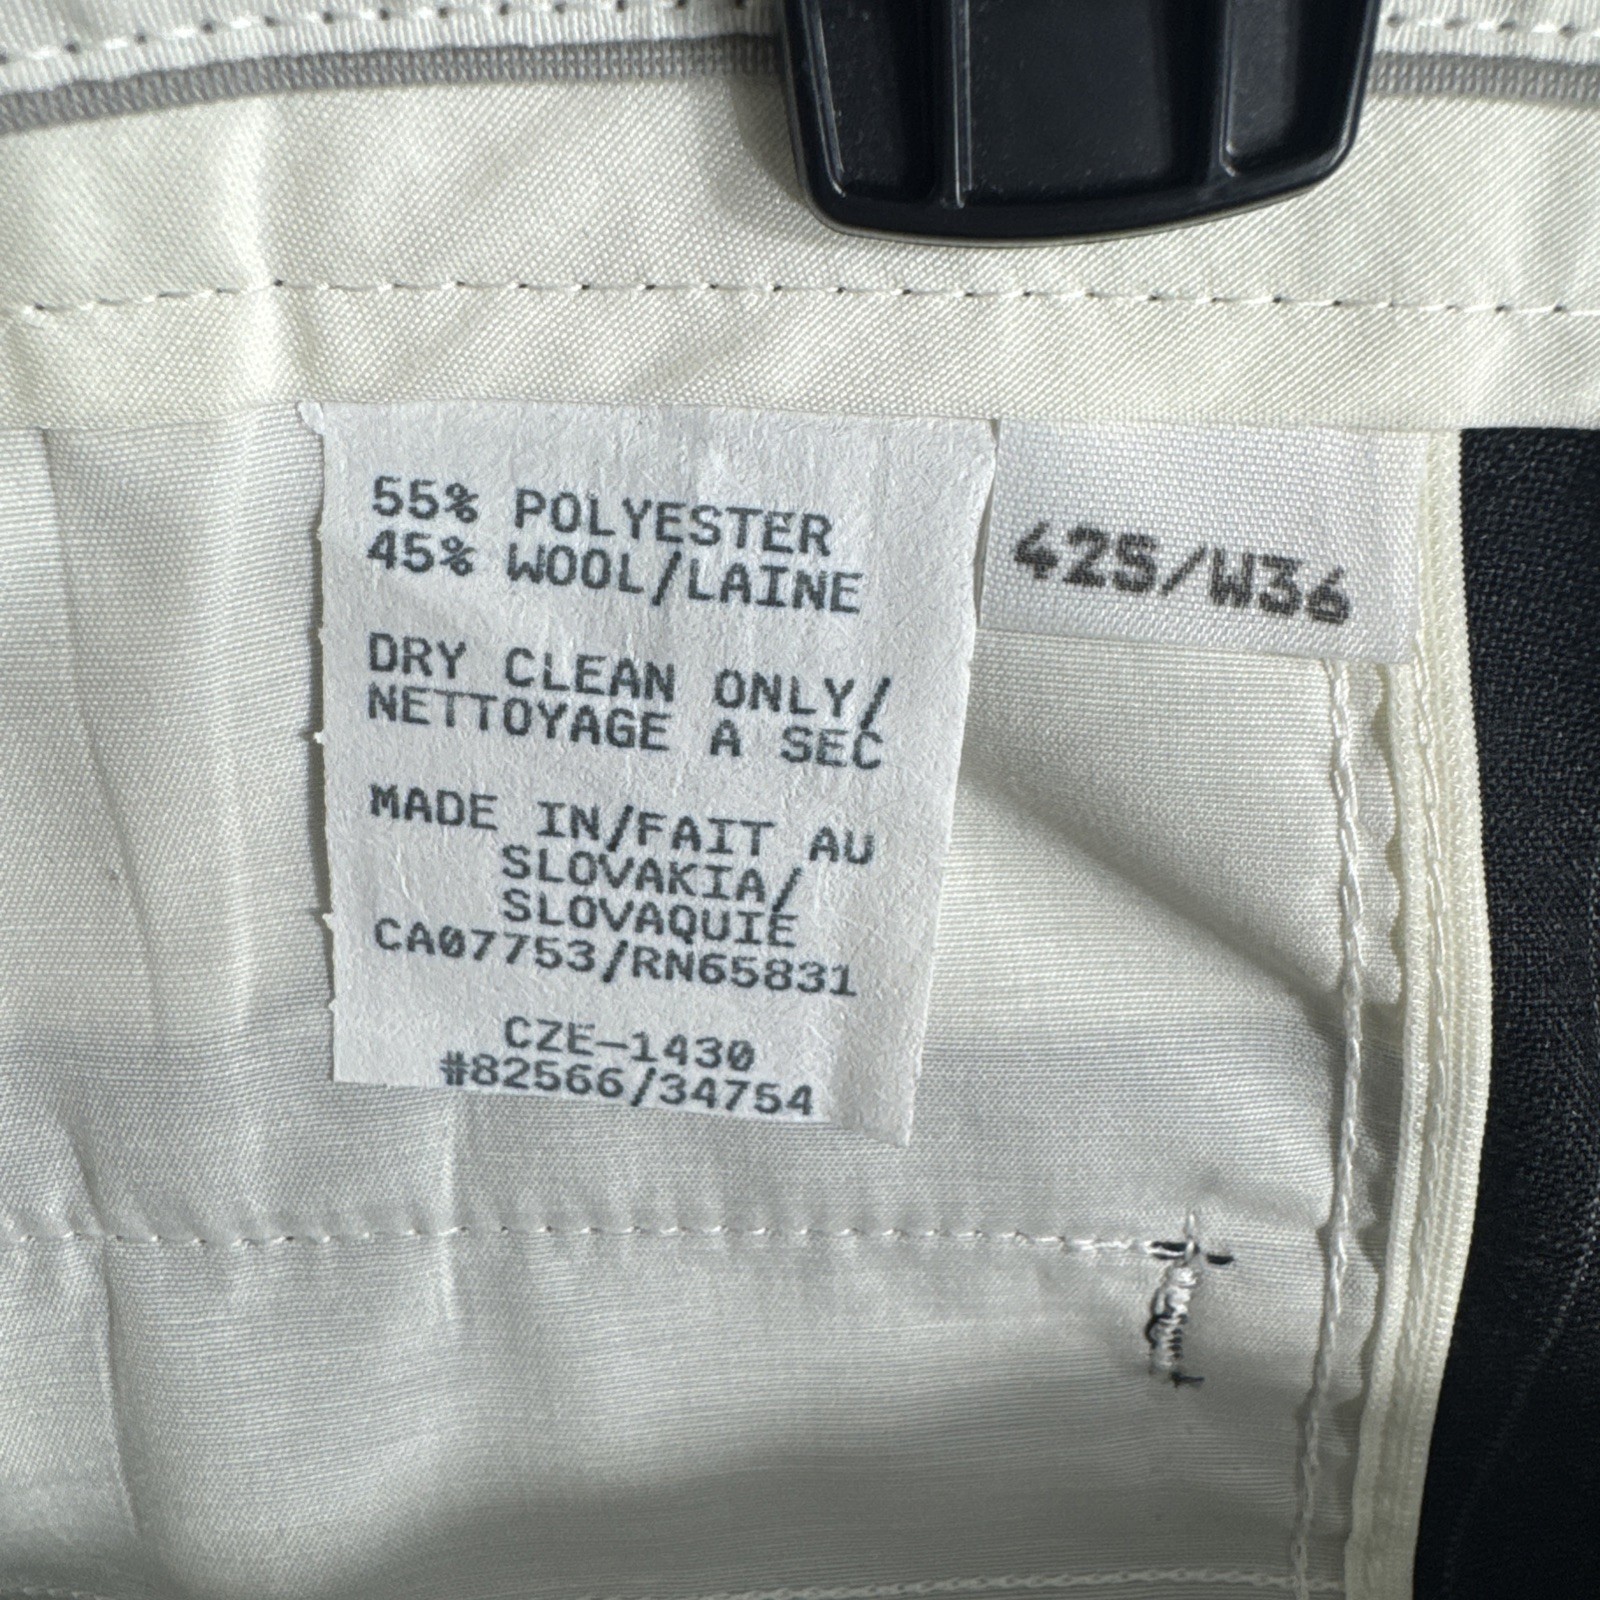 55% POLYESTER
45% WOOL/LAINE
DRY CLEAN ONLY/
NETTOYAGE A SEC
MADE IN/FAIT AU
SLOVAKIA/
SLOVAQUIE
CA07753/RN65831
CZE-1430
#82566/34754
42S/W36